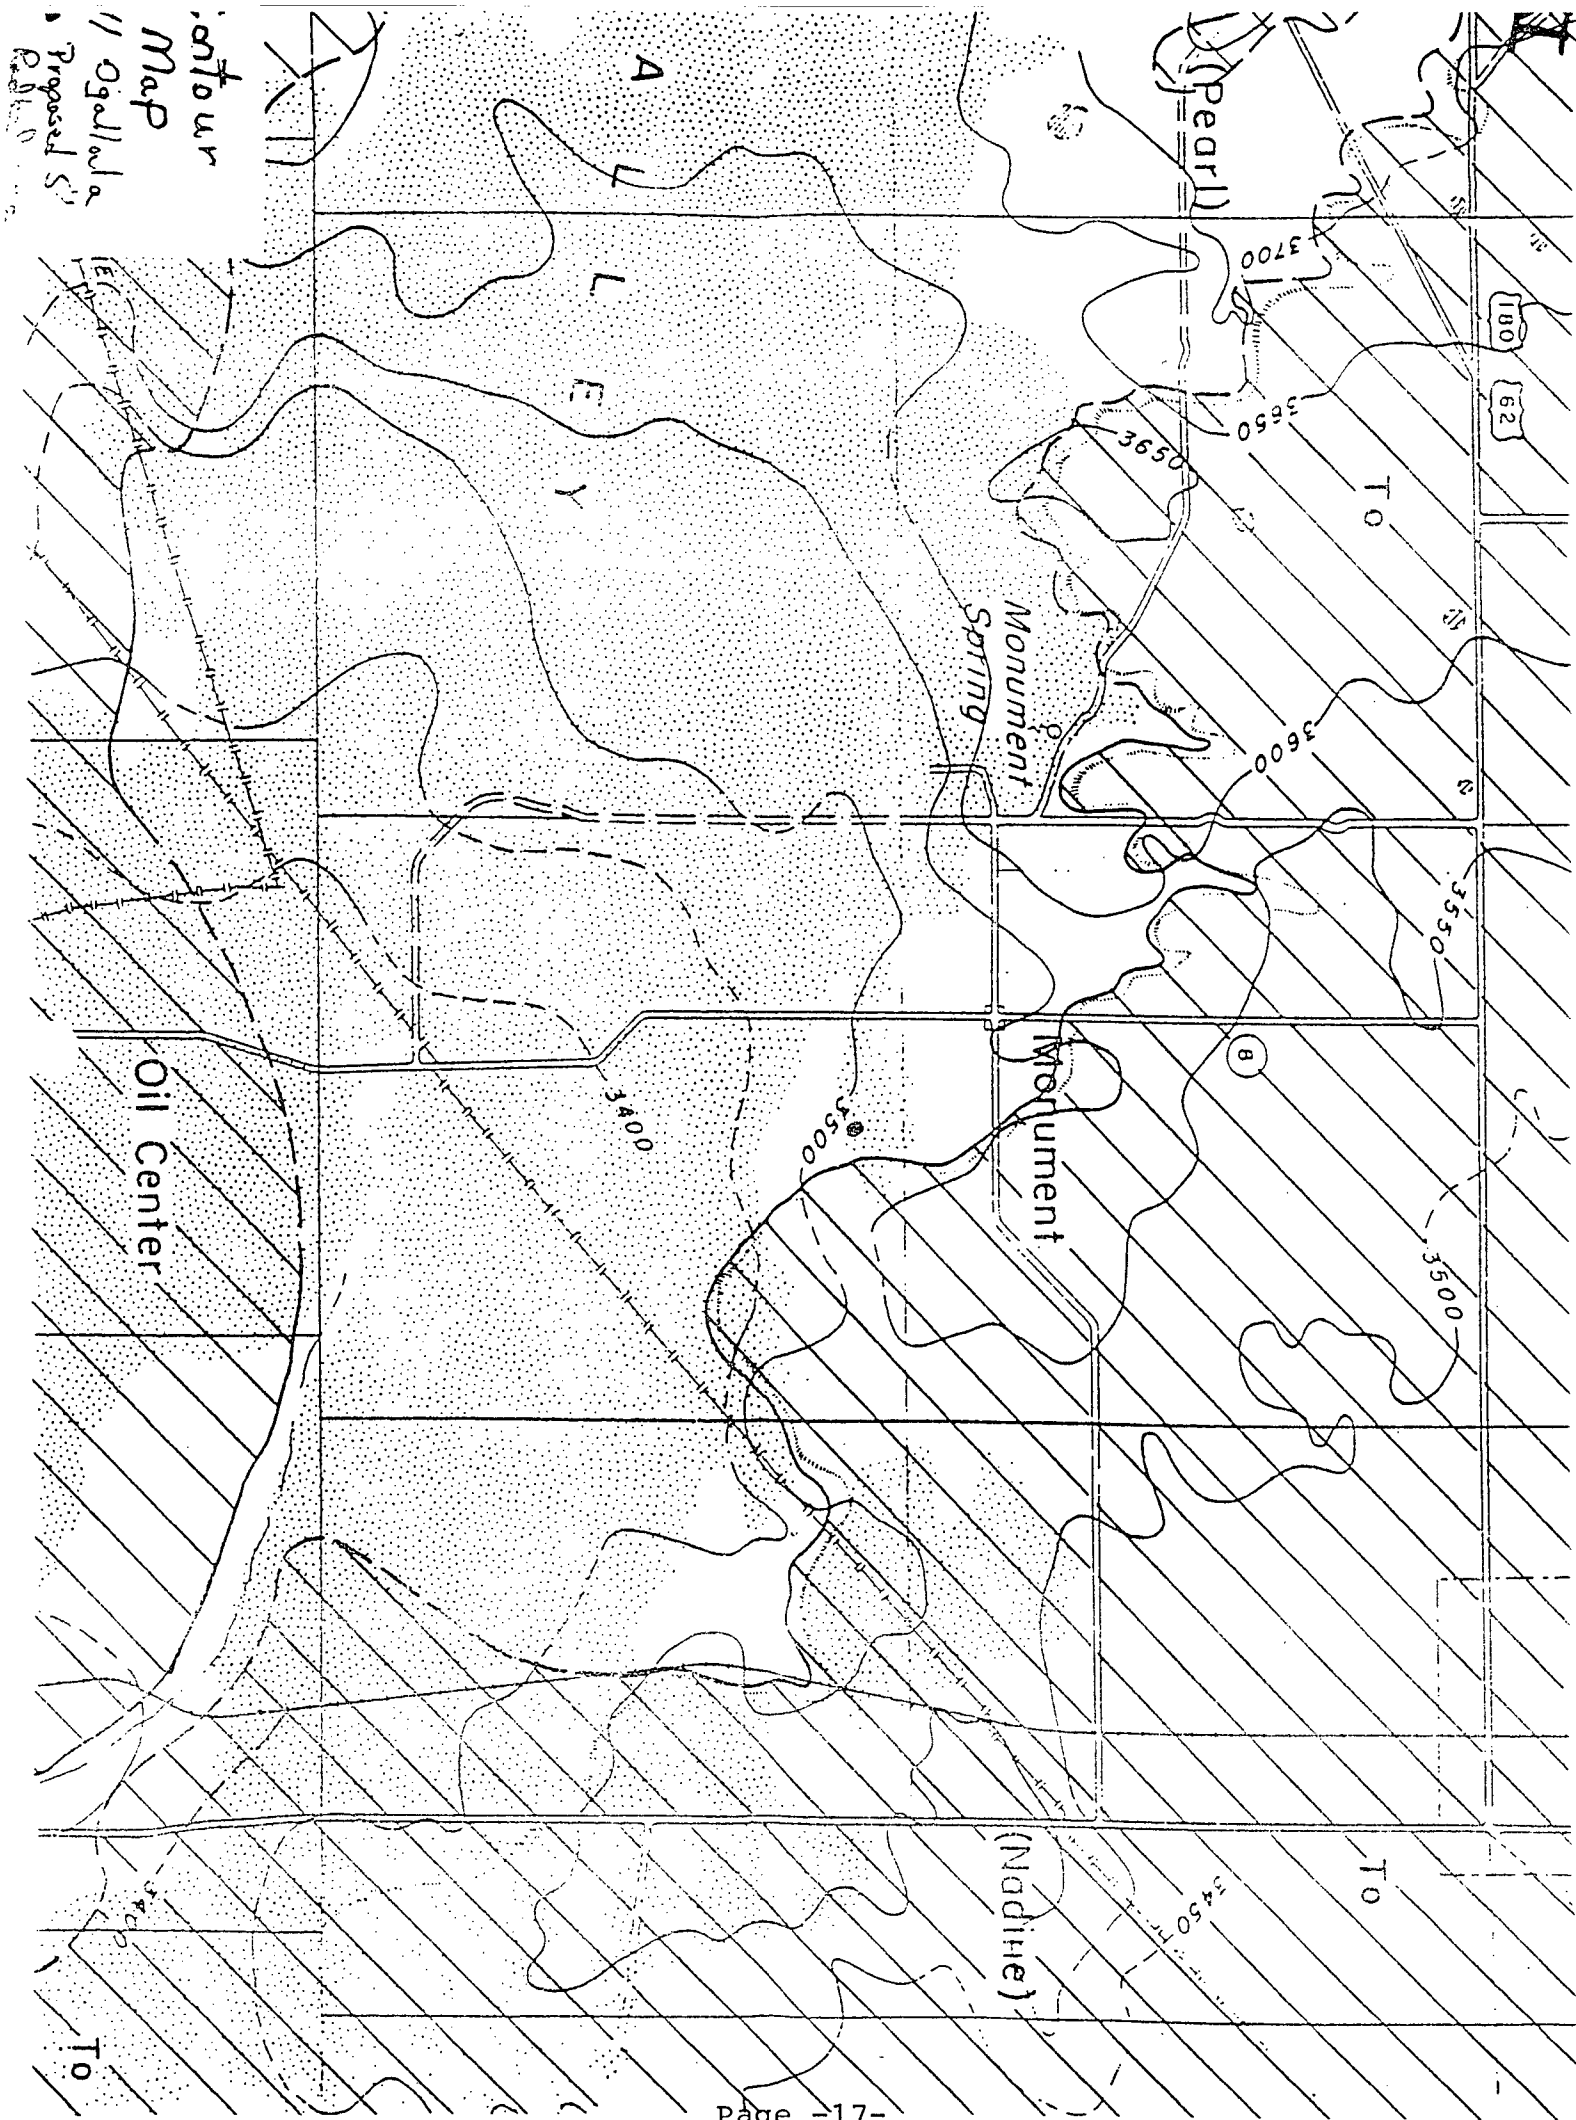 ontour
Map
// Ogallala
Proposed
A
L
L
E
Y
(Pearl)
3700
180
62
3650
3650
To
Monument
Spring
3600
3550
8
Monument
3500
3400
3500
Oil Center
(Nadine)
3450
To
3400
To
Page -17-